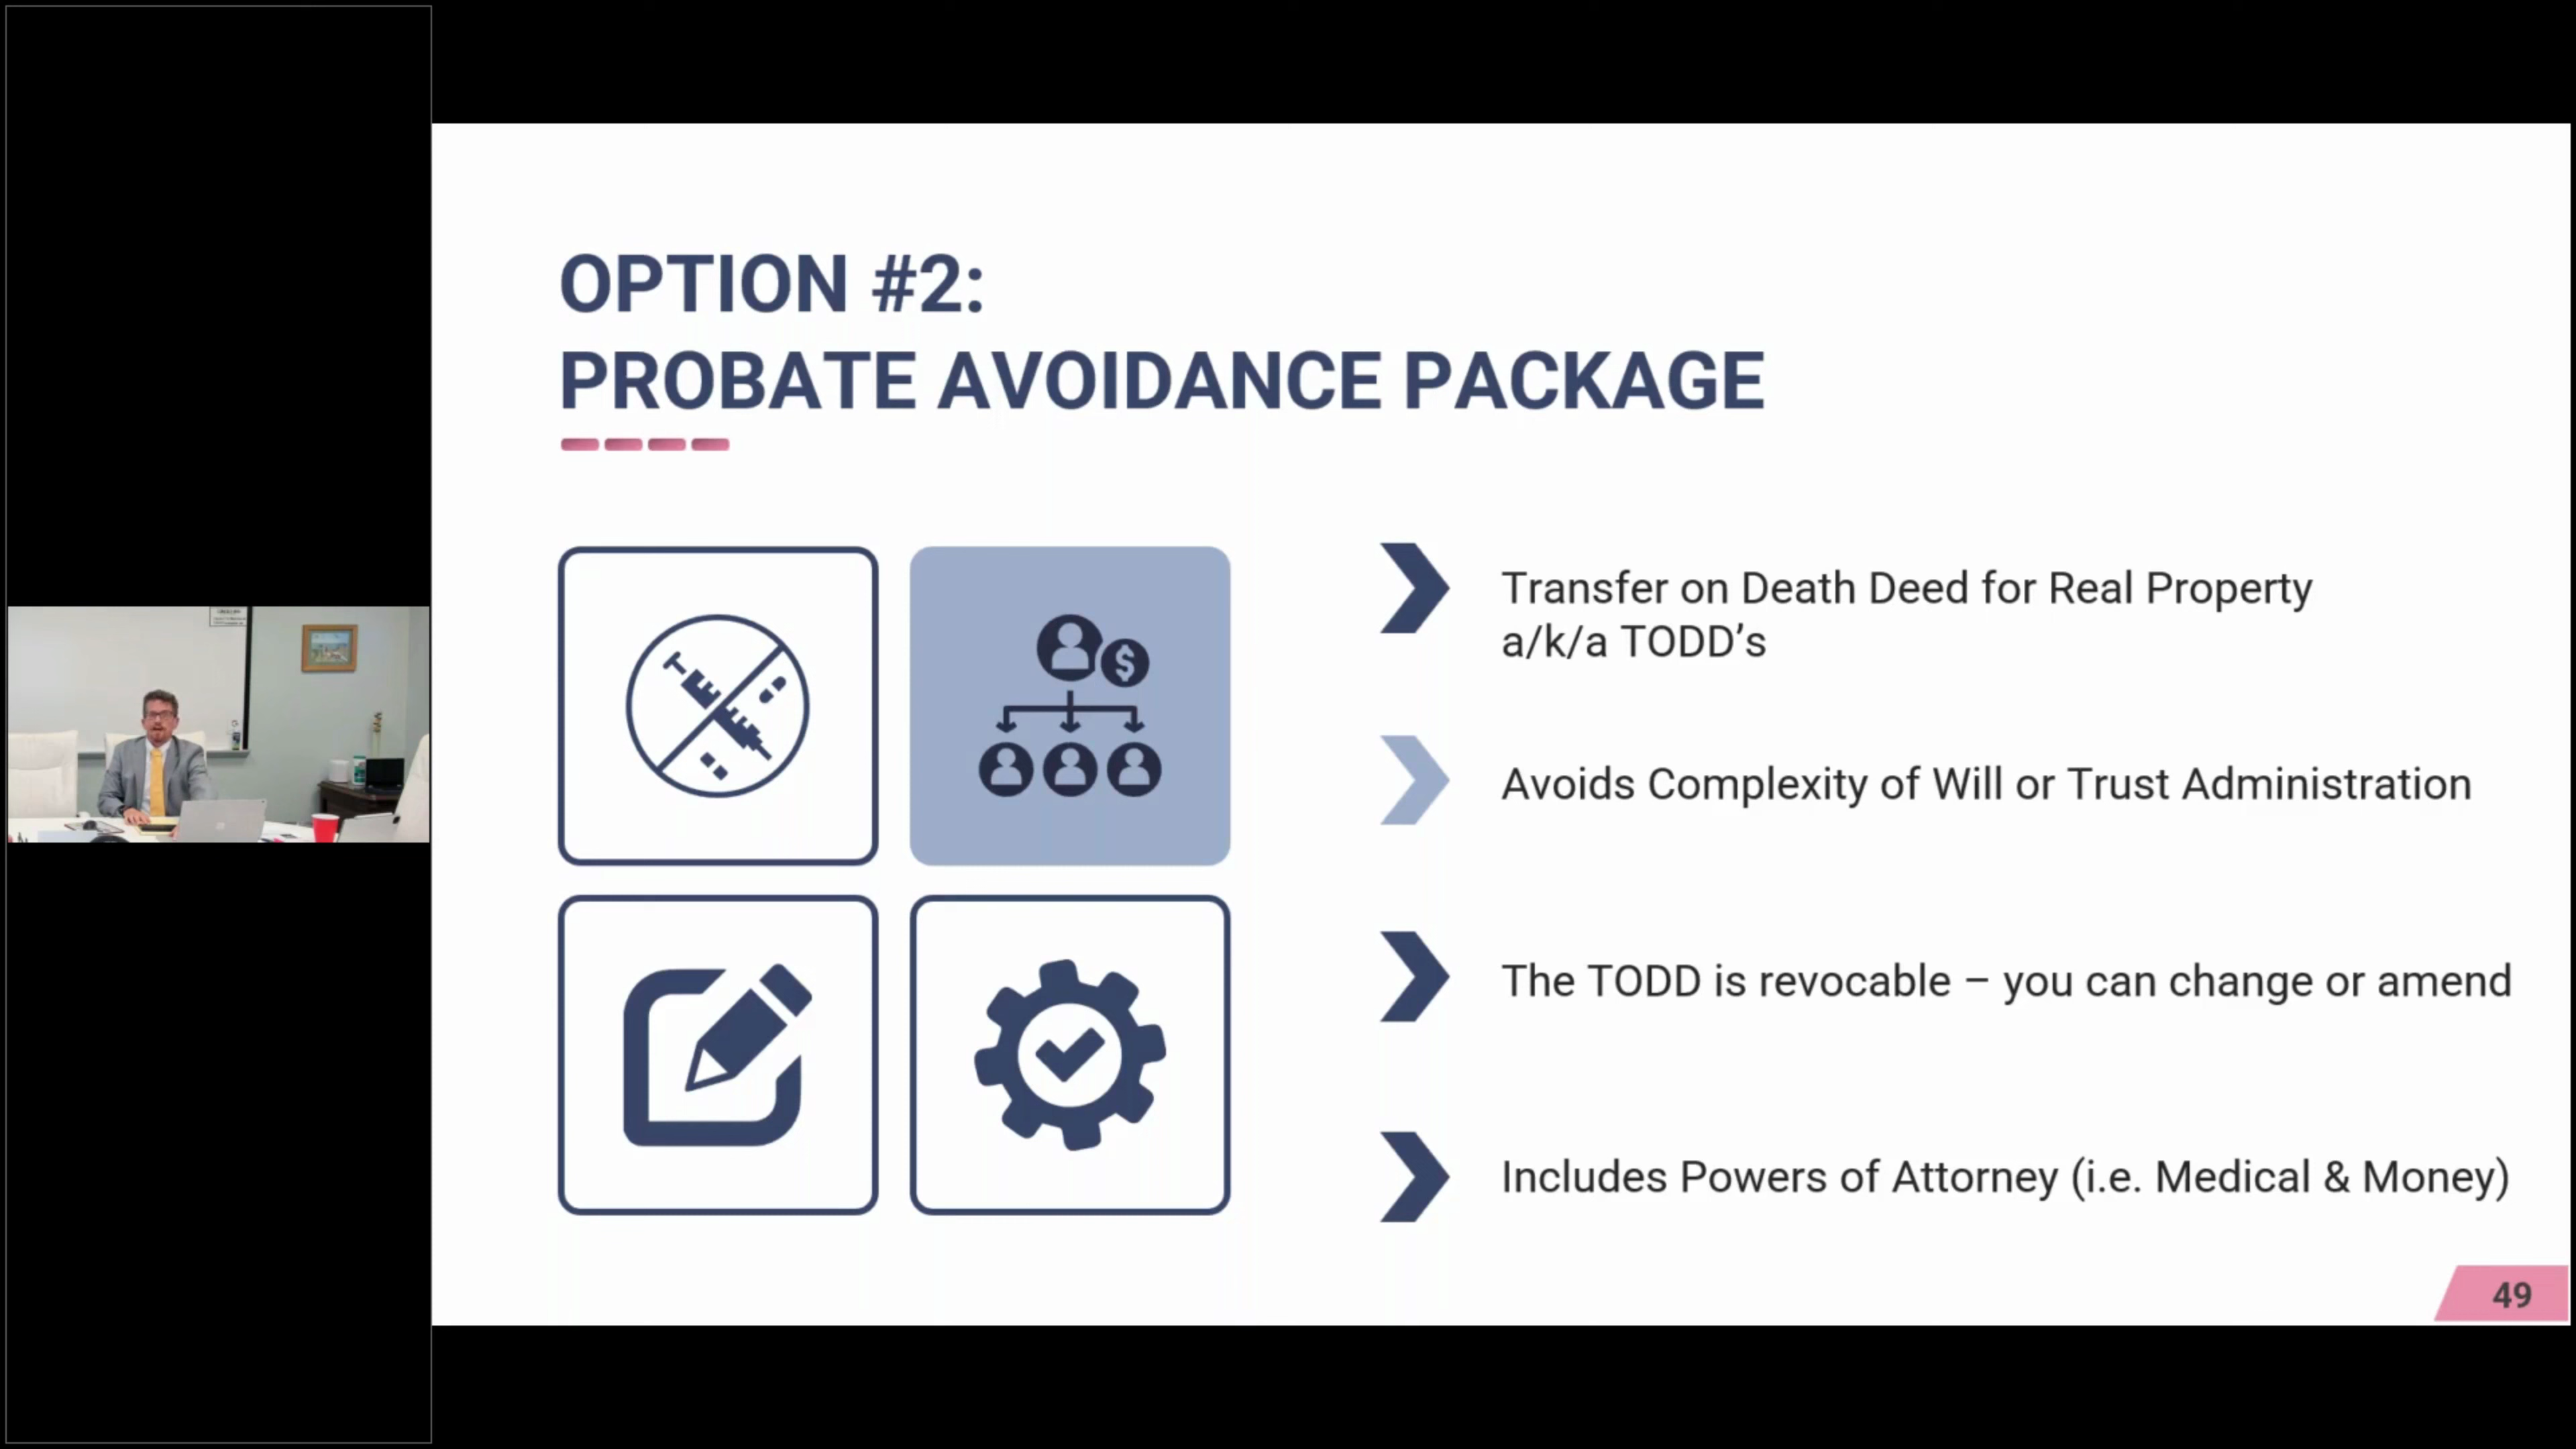 OPTION #2:
PROBATE AVOIDANCE PACKAGE
$
Transfer on Death Deed for Real Property
a/k/a TODD’s
Avoids Complexity of Will or Trust Administration
The TODD is revocable – you can change or amend
Includes Powers of Attorney (i.e. Medical & Money)
49